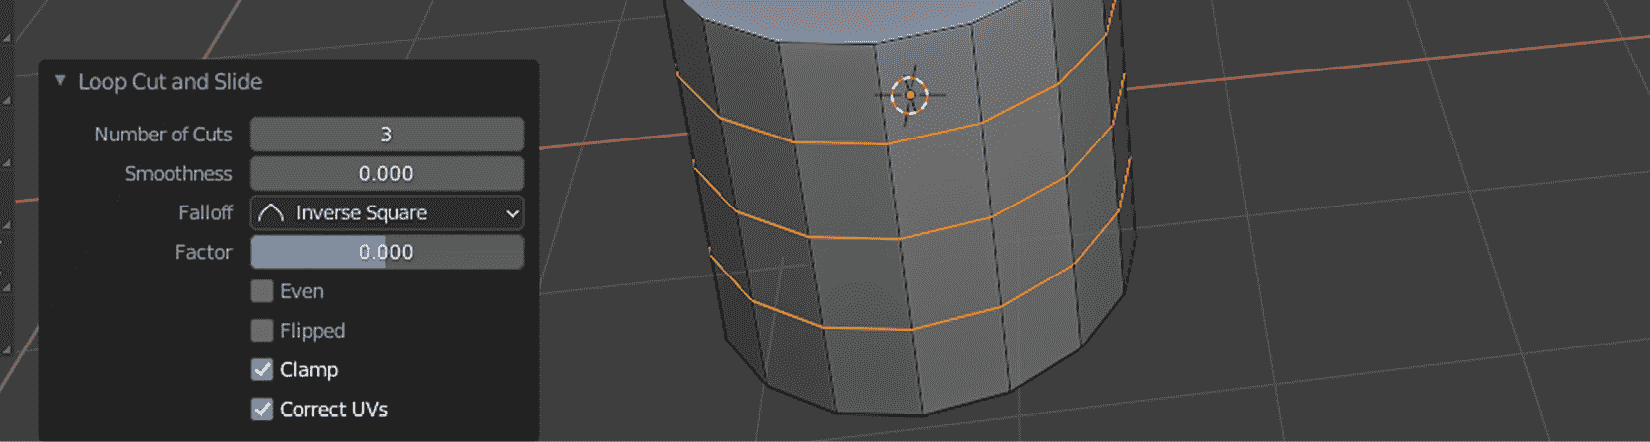 Loop Cut and Slide
Number of Cuts 3
Smoothness 0.000
Falloff Inverse Square
Factor 0.000
Even
Flipped
Clamp
Correct UVs